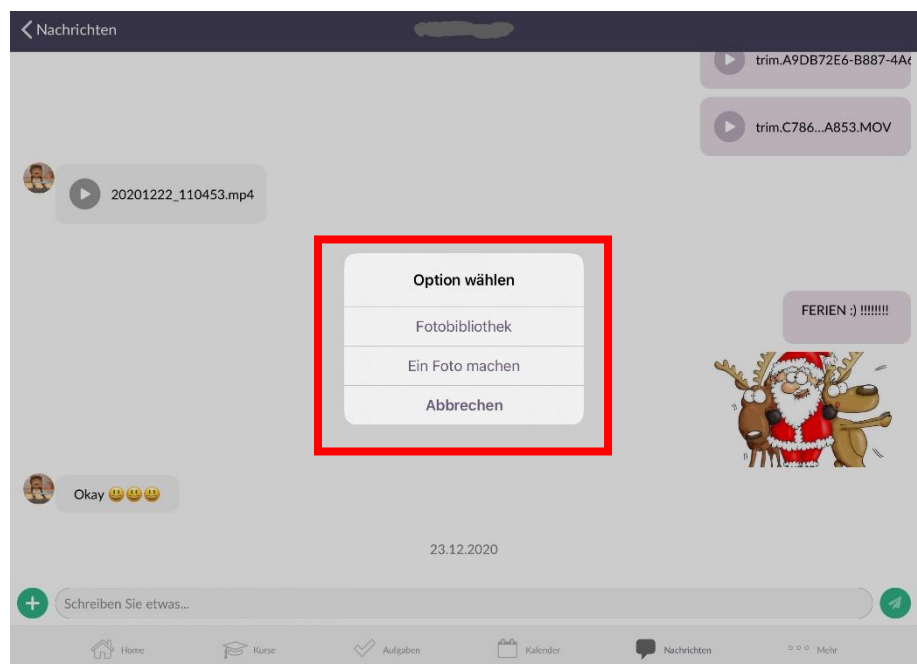 Nachrichten
trim.A9DB72E6-B887-4A
trim.C786...A853.MOV
20201222_110453.mp4
Option wählen
Fotobibliothek
Ein Foto machen
Abbrechen
FERIEN :) !!!!!!!!
Okay 😃😃😃
23.12.2020
Schreiben Sie etwas...
Home
Kurse
Aufgaben
Kalender
Nachrichten
Mehr